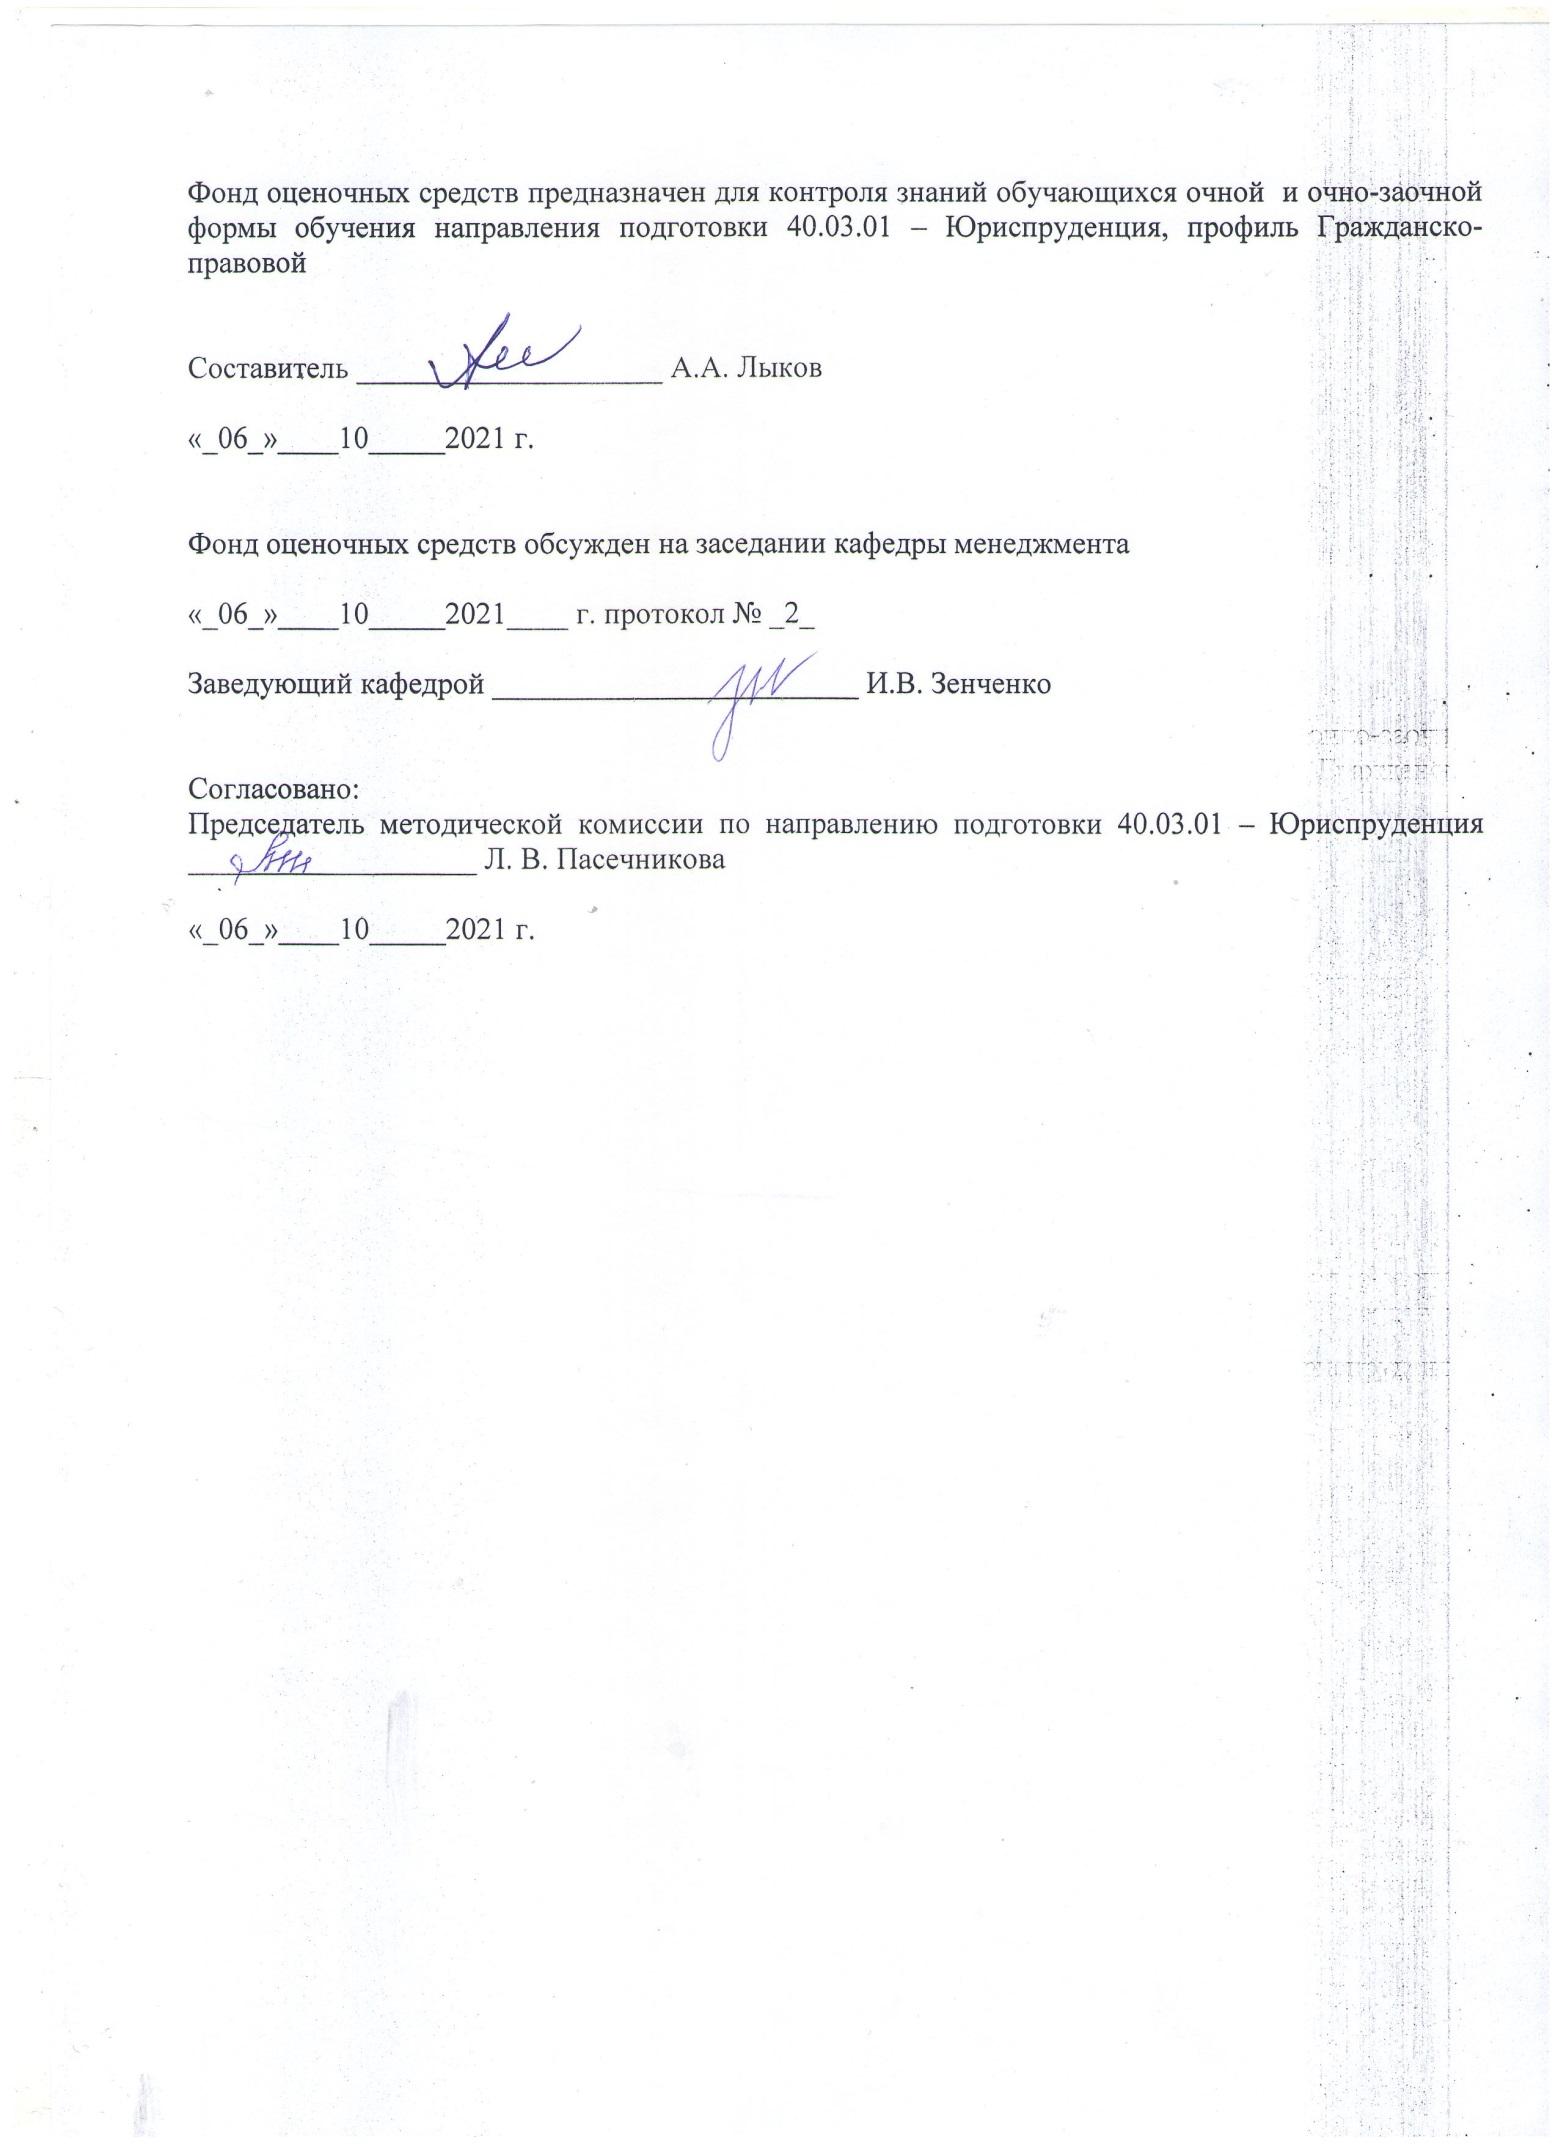 Фонд оценочных средств предназначен для контроля знаний обучающихся очной и очно-заочной
формы обучения направления подготовки 40.03.01 – Юриспруденция, профиль Гражданско-
правовой
Составитель ____________________ А.А. Лыков
«_06_»____10_____2021 г.
Фонд оценочных средств обсужден на заседании кафедры менеджмента
«_06_»____10_____2021____ г. протокол № _2_
Заведующий кафедрой ________________________ И.В. Зенченко
Согласовано:
Председатель методической комиссии по направлению подготовки 40.03.01 – Юриспруденция
___________________ Л. В. Пасечникова
«_06_»____10_____2021 г.